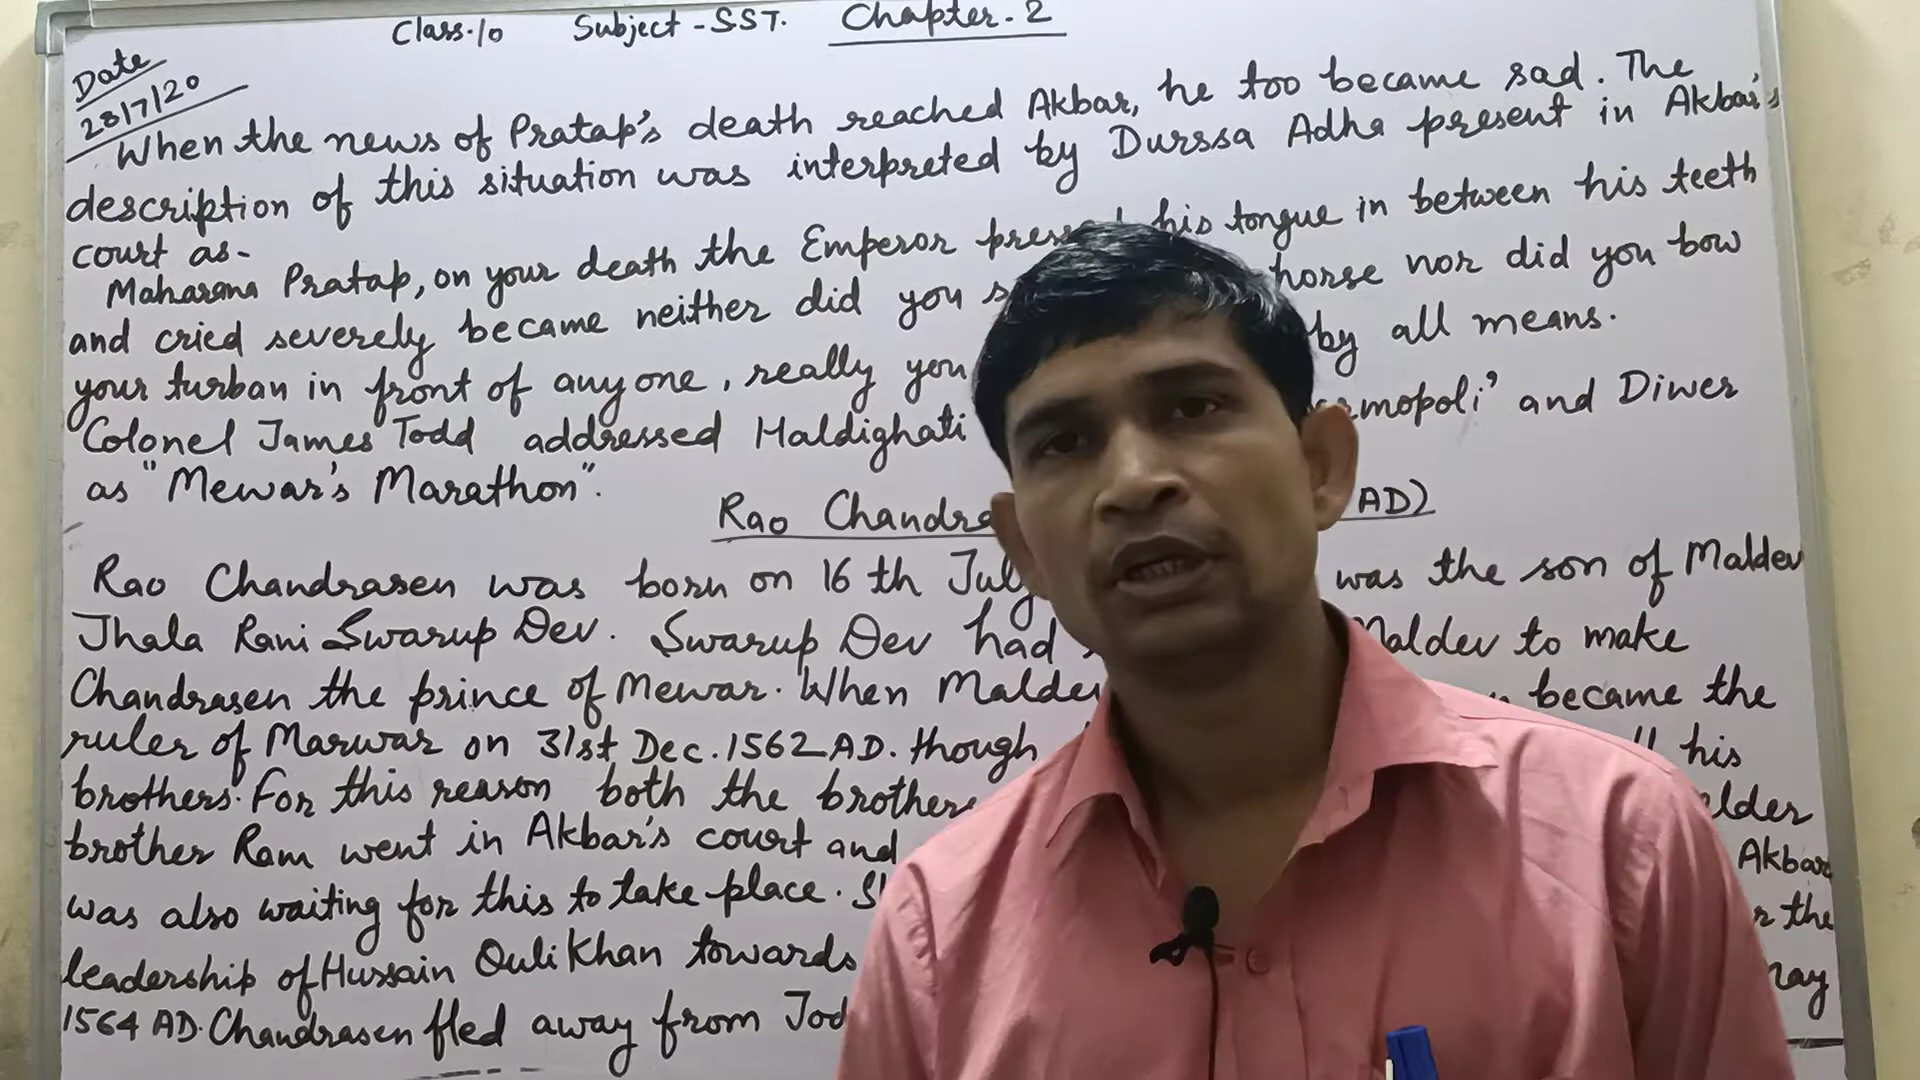 Class.10 Subject-SST. Chapter-2
Date
28/7/20
When the news of Pratap's death reached Akbar, he too became sad. The
description of this situation was interpreted by Durssa Adha present in Akbar's
court as-
Maharana Pratap, on your death the Emperor his tongue in between his teeth
and cried severely became neither did you horse nor did you bow
your turban in front of anyone, really you by all means.
Colonel James Todd addressed Haldighati and Diwer
as "Mewar's Marathon".
Rao AD)
Rao Chandrasen was born on 16 th July was the son of Maldev
Jhala Rani Swarup Dev. Swarup Dev had Maldev to make
Chandrasen the prince of Mewar. When Maldev became the
ruler of Marwar on 31st Dec. 1562 AD. though his
brothers. For this reason both the brothers elder
brother Ram went in Akbar's court and Akbar
was also waiting for this to take place. the
leadership of Hussain Quli Khan towards
1564 AD. Chandrasen fled away from